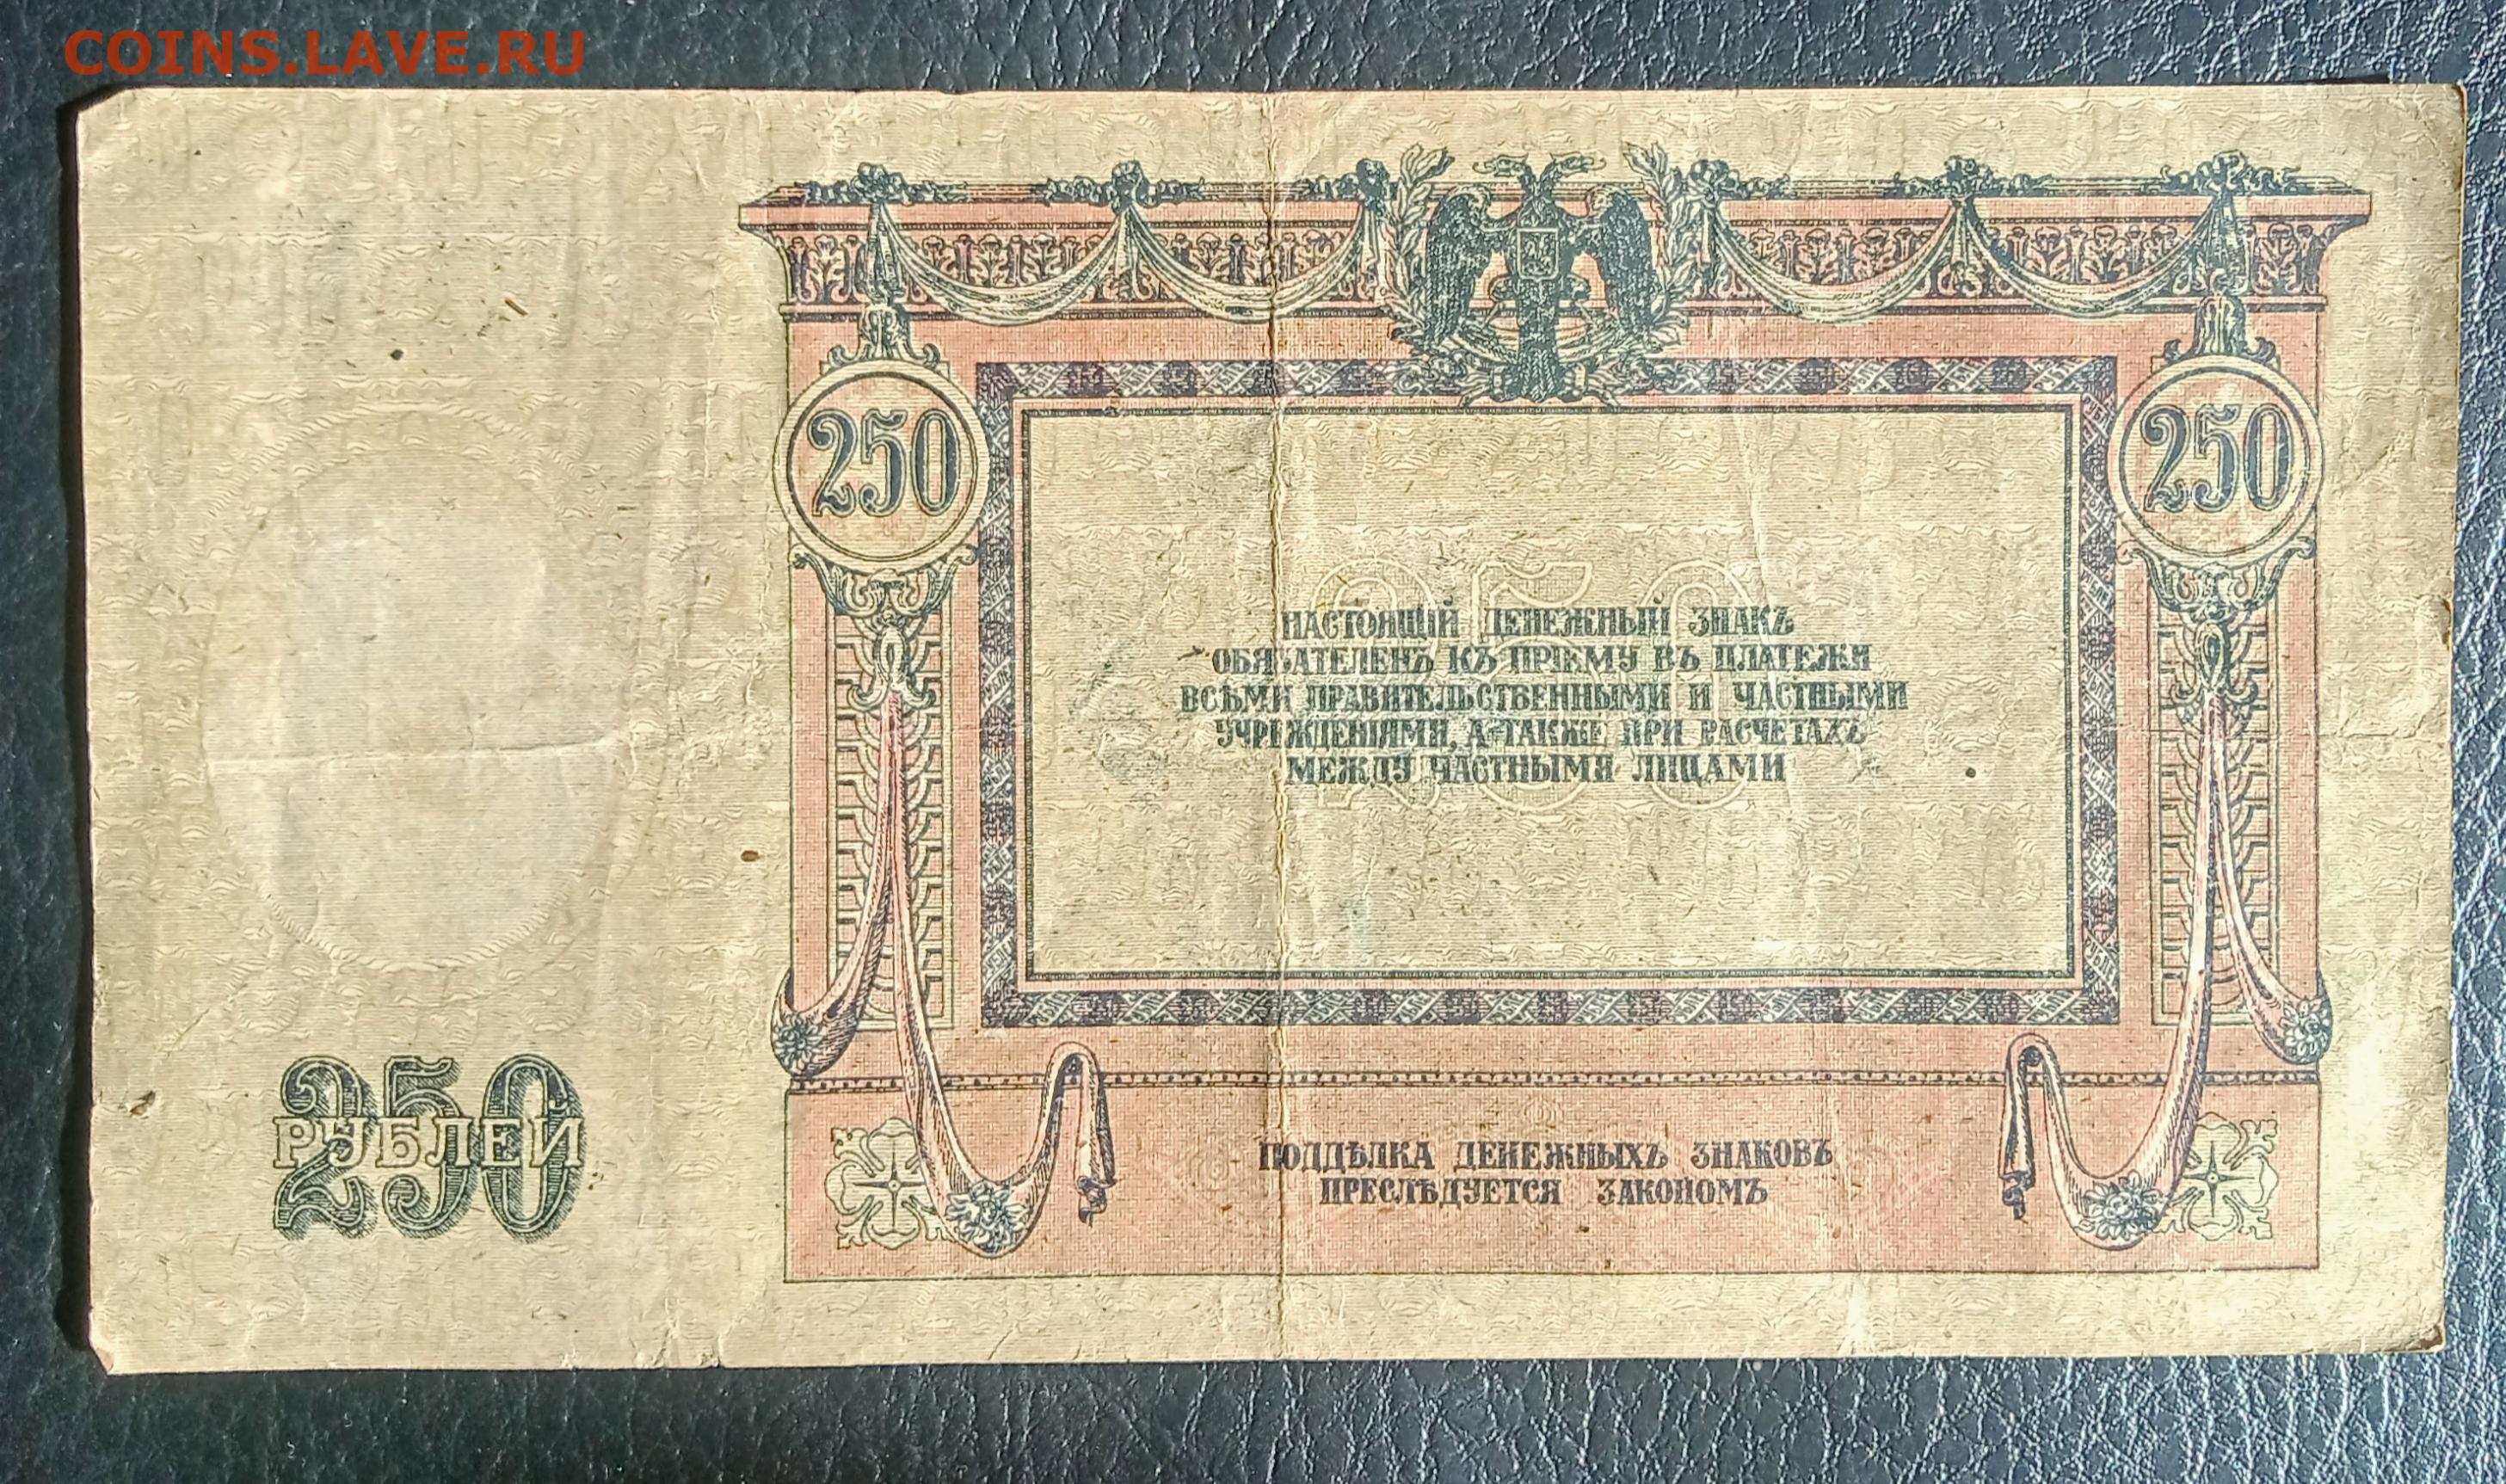 COINS.LAVE.RU
250
250
250
НАСТОЯЩІЙ ДЕНЕЖНЫЙ ЗНАКЪ
ОБЯЗАТЕЛЕНЪ КЪ ПРІЕМУ ВЪ ПЛАТЕЖИ
ВСѢМИ ПРАВИТЕЛЬСТВЕННЫМИ И ЧАСТНЫМИ
УЧРЕЖДЕНІЯМИ, А ТАКЖЕ ПРИ РАСЧЕТАХЪ
МЕЖДУ ЧАСТНЫМИ ЛИЦАМИ
250
РУБЛЕЙ
ПОДДѢЛКА ДЕНЕЖНЫХЪ ЗНАКОВЪ
ПРЕСЛѢДУЕТСЯ ЗАКОНОМЪ